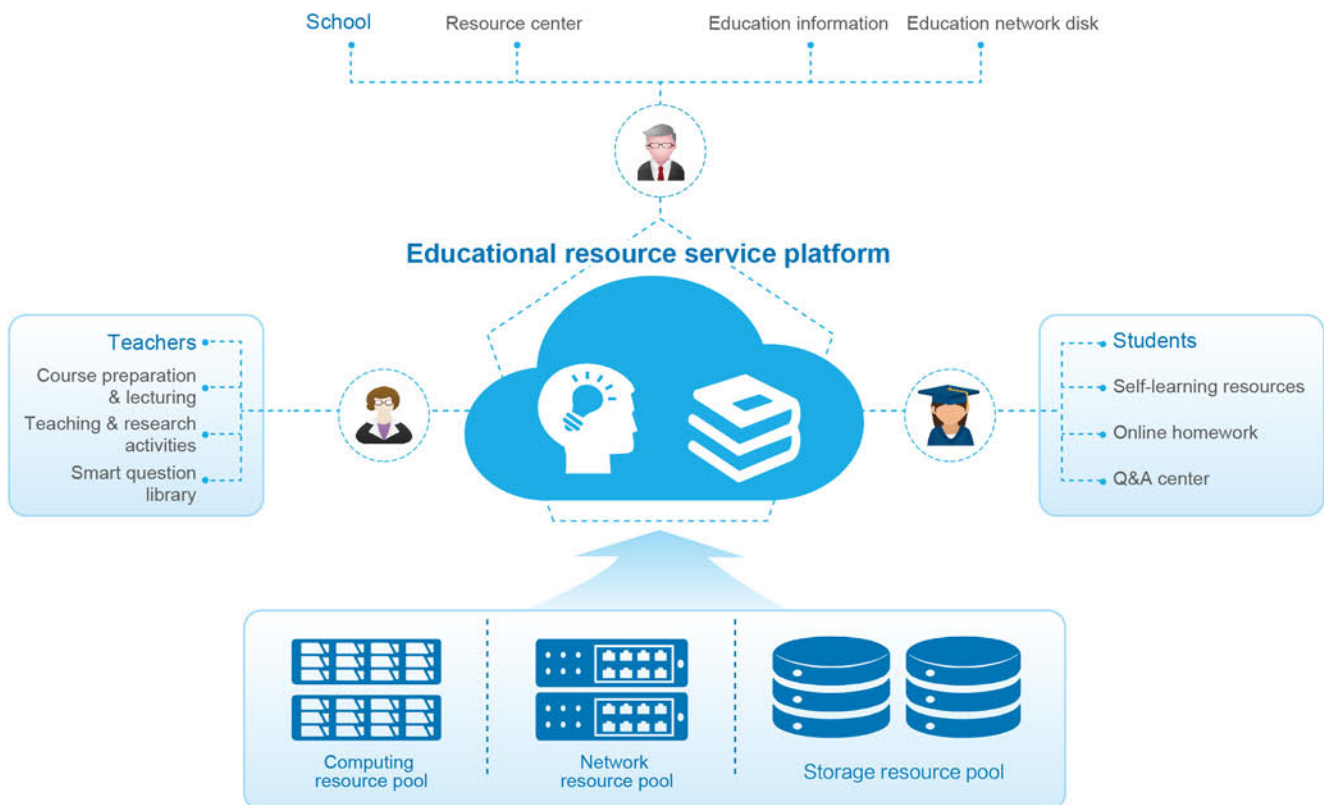 School
Resource center
Education information
Education network disk
Educational resource service platform
Teachers
Course preparation
& lecturing
Teaching & research
activities
Smart question
library
Students
Self-learning resources
Online homework
Q&A center
Computing
resource pool
Network
resource pool
Storage resource pool